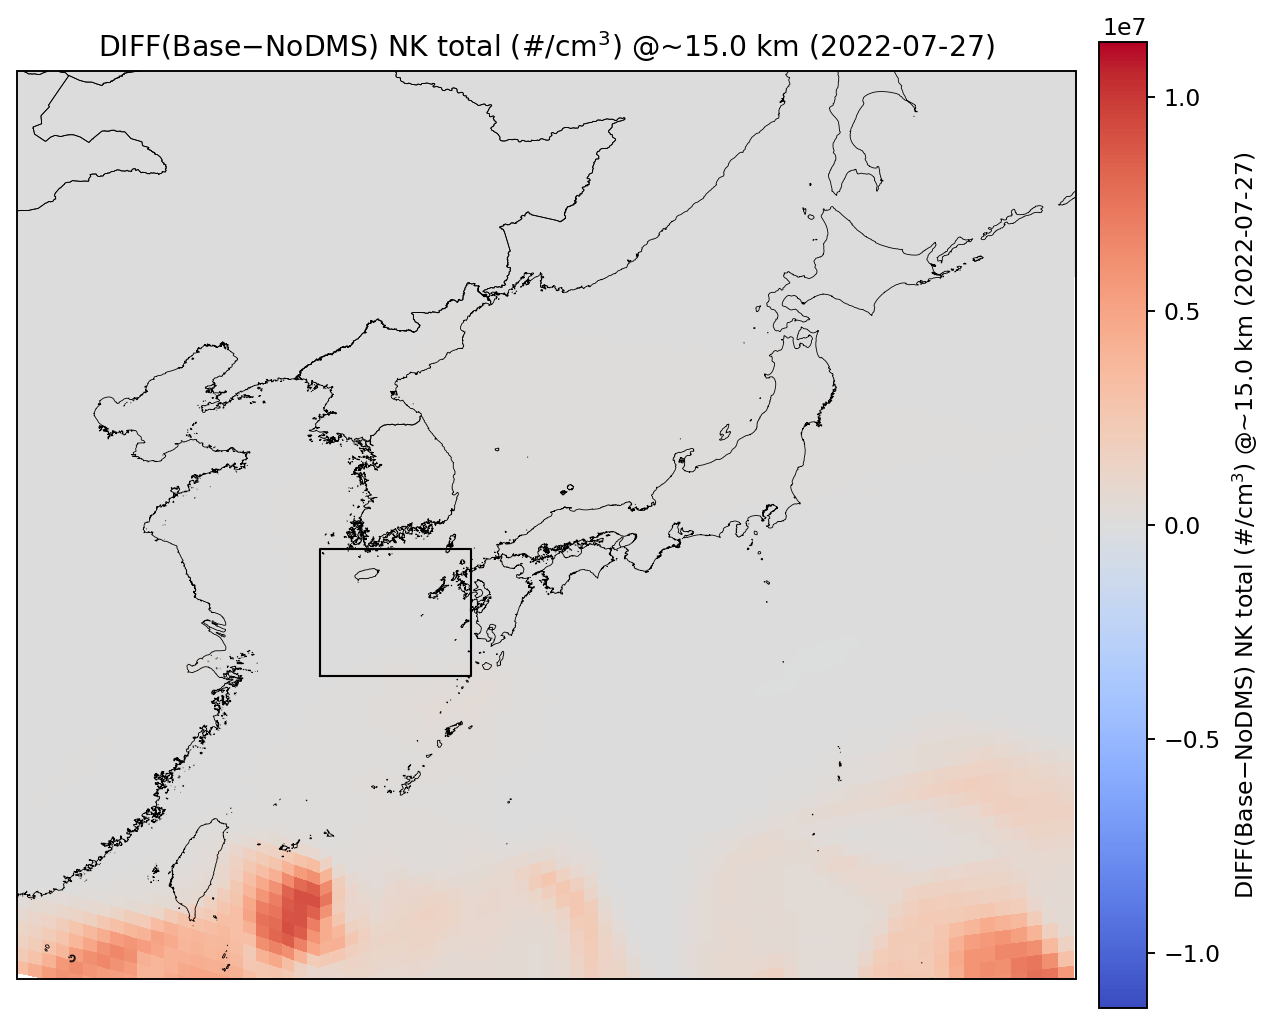 DIFF(Base−NoDMS) NK total (#/cm³) @~15.0 km (2022-07-27)
1e7
1.0
0.5
0.0
−0.5
−1.0
DIFF(Base−NoDMS) NK total (#/cm³) @~15.0 km (2022-07-27)